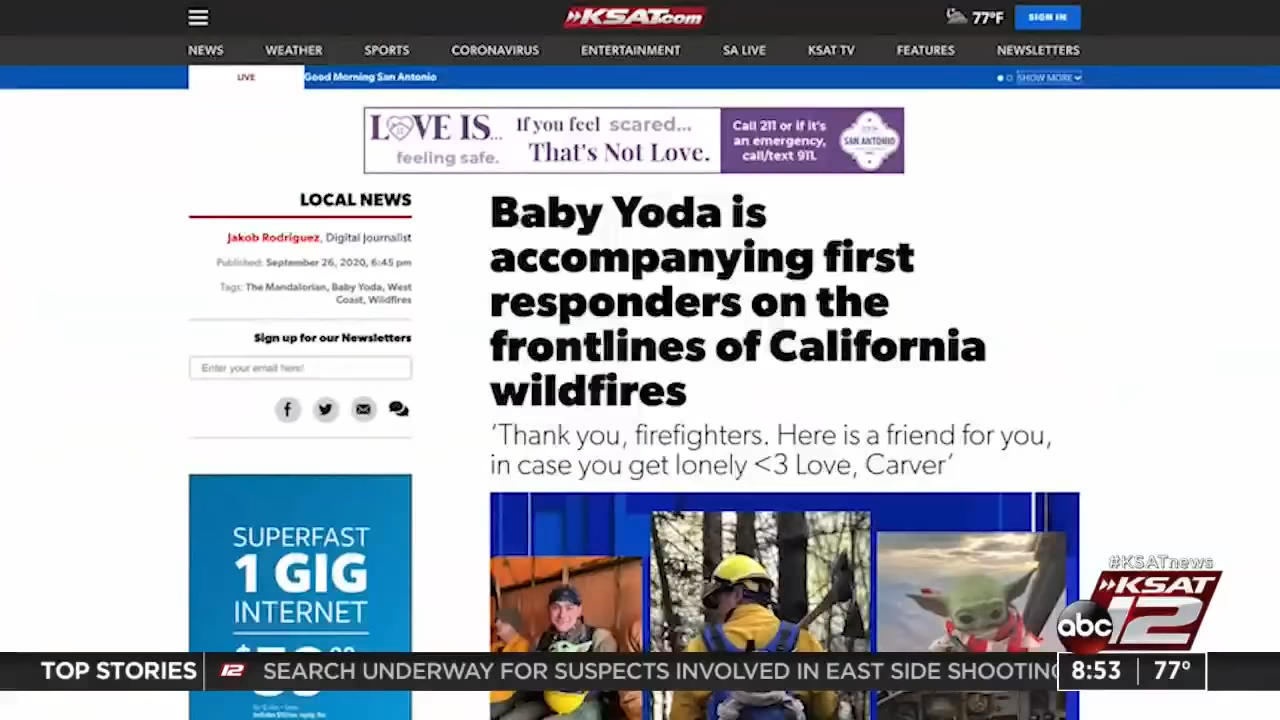 KSAT.com
77°F
SIGN IN
NEWS
WEATHER
SPORTS
CORONAVIRUS
ENTERTAINMENT
SA LIVE
KSAT TV
FEATURES
NEWSLETTERS
LIVE
Good Morning San Antonio
SHOW MORE
LOVE IS...
feeling safe.
If you feel scared...
That's Not Love.
Call 211 or if it's
an emergency,
call/text 911.
SAN ANTONIO
LOCAL NEWS
Jakob Rodriguez, Digital Journalist
Published: September 26, 2020, 6:45 pm
Tags: The Mandalorian, Baby Yoda, West
Coast, Wildfires
Sign up for our Newsletters
Enter your email here!
Baby Yoda is
accompanying first
responders on the
frontlines of California
wildfires
‘Thank you, firefighters. Here is a friend for you,
in case you get lonely <3 Love, Carver’
SUPERFAST
1 GIG
INTERNET
#KSATnews
KSAT
abc 12
TOP STORIES
12 SEARCH UNDERWAY FOR SUSPECTS INVOLVED IN EAST SIDE SHOOTING
8:53 77°